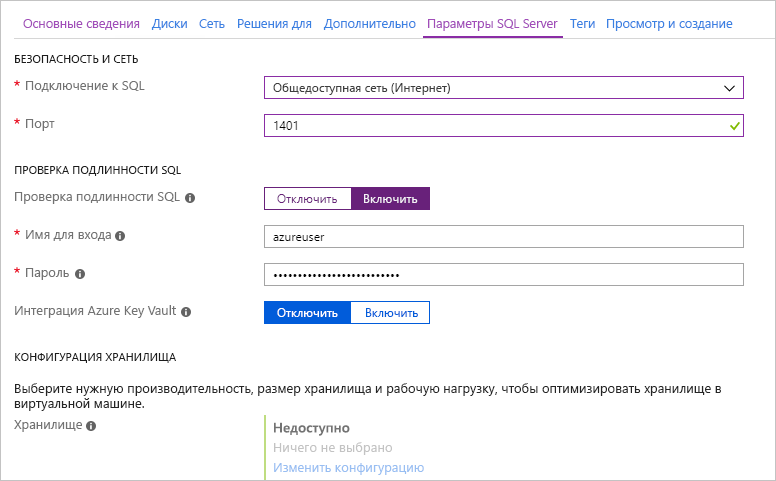 Основные сведения Диски Сеть Решения для Дополнительно Параметры SQL Server Теги Просмотр и создание
БЕЗОПАСНОСТЬ И СЕТЬ
* Подключение к SQL Общедоступная сеть (Интернет)
* Порт 1401
ПРОВЕРКА ПОДЛИННОСТИ SQL
Проверка подлинности SQL Отключить Включить
* Имя для входа azureuser
* Пароль ••••••••••••••••••••••••••
Интеграция Azure Key Vault Отключить Включить
КОНФИГУРАЦИЯ ХРАНИЛИЩА
Выберите нужную производительность, размер хранилища и рабочую нагрузку, чтобы оптимизировать хранилище в
виртуальной машине.
Хранилище Недоступно
Ничего не выбрано
Изменить конфигурацию